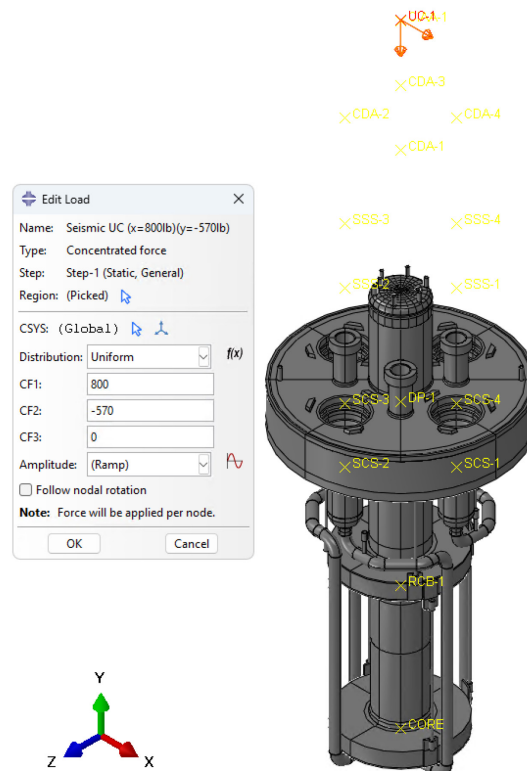 UC-1
CDA-3
CDA-2
CDA-4
CDA-1
SSS-3
SSS-4
SSS-2
SSS-1
Edit Load
Name: Seismic UC (x=800lb)(y=-570lb)
Type: Concentrated force
Step: Step-1 (Static, General)
Region: (Picked)
CSYS: (Global)
Distribution: Uniform f(x)
CF1: 800
CF2: -570
CF3: 0
Amplitude: (Ramp)
Follow nodal rotation
Note: Force will be applied per node.
OK Cancel
SCS-3
DP-1
SCS-4
SCS-2
SCS-1
RCB-1
CORE
Y
Z
X